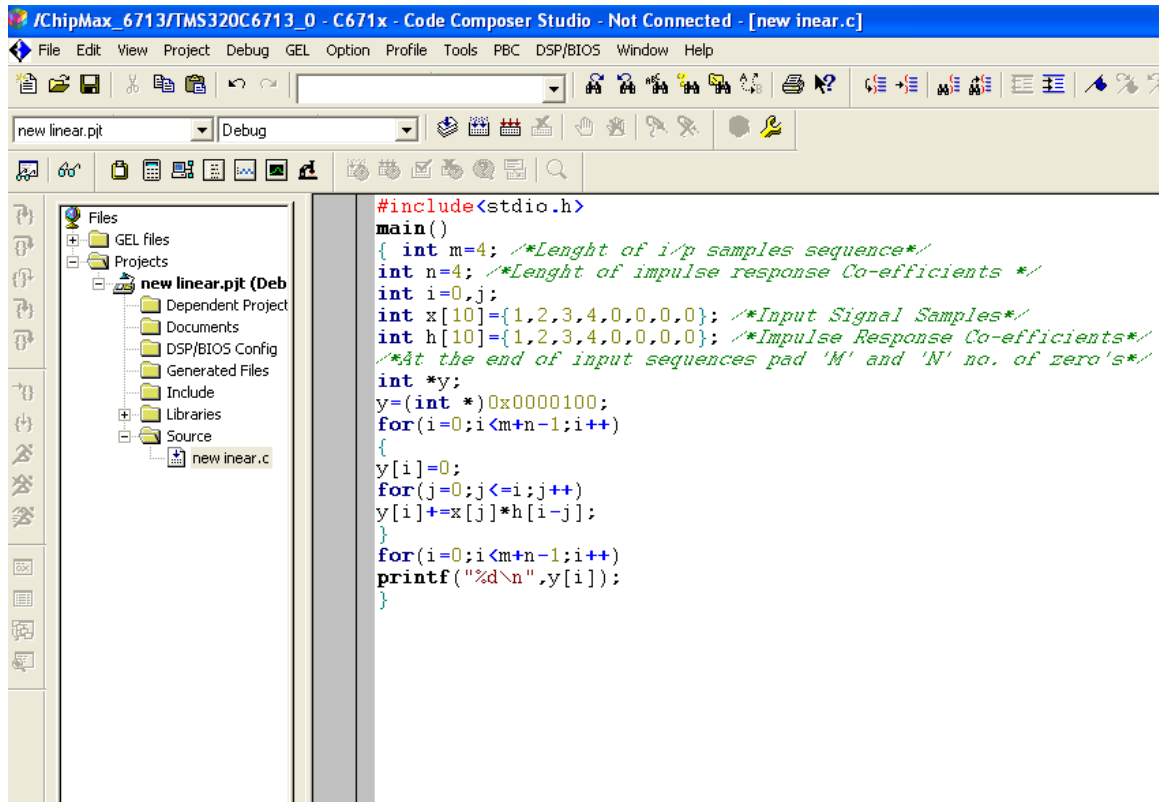 /ChipMax_6713/TMS320C6713_0 - C671x - Code Composer Studio - Not Connected - [new inear.c]
File Edit View Project Debug GEL Option Profile Tools PBC DSP/BIOS Window Help
new linear.pjt Debug
Files
GEL files
Projects
new linear.pjt (Deb
Dependent Project
Documents
DSP/BIOS Config
Generated Files
Include
Libraries
Source
new inear.c
#include<stdio.h>
main()
{ int m=4; /*Lenght of i/p samples sequence*/
int n=4; /*Lenght of impulse response Co-efficients */
int i=0,j;
int x[10]={1,2,3,4,0,0,0,0}; /*Input Signal Samples*/
int h[10]={1,2,3,4,0,0,0,0}; /*Impulse Response Co-efficients*/
/*At the end of input sequences pad 'M' and 'N' no. of zero's*/
int *y;
y=(int *)0x0000100;
for(i=0;i<m+n-1;i++)
{
y[i]=0;
for(j=0;j<=i;j++)
y[i]+=x[j]*h[i-j];
}
for(i=0;i<m+n-1;i++)
printf("%d\n",y[i]);
}